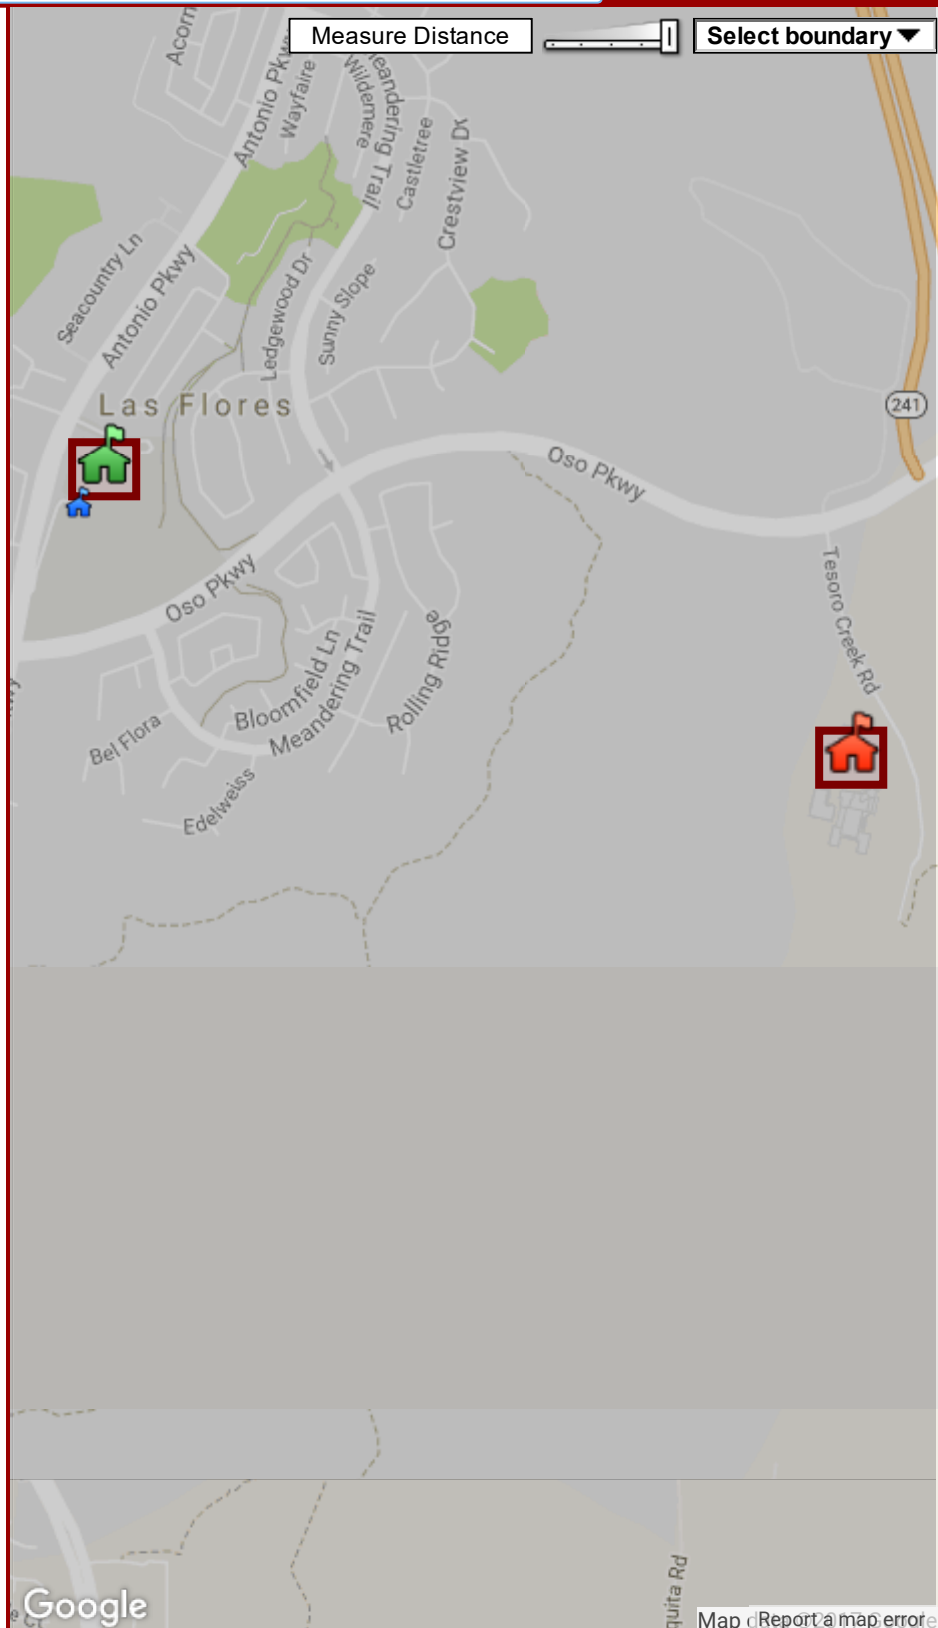 Measure Distance
Select boundary
Acorn
Antonio Pkwy
Wayfaire
Wildemere
Meandering Trail
Castletree
Crestview Dr
Seacountry Ln
Antonio Pkwy
Ledgewood Dr
Sunny Slope
Las Flores
241
Oso Pkwy
Oso Pkwy
Tesoro Creek Rd
Bloomfield Ln
Meandering Trail
Rolling Ridge
Bel Flora
Edelweiss
Google
Map
Report a map error